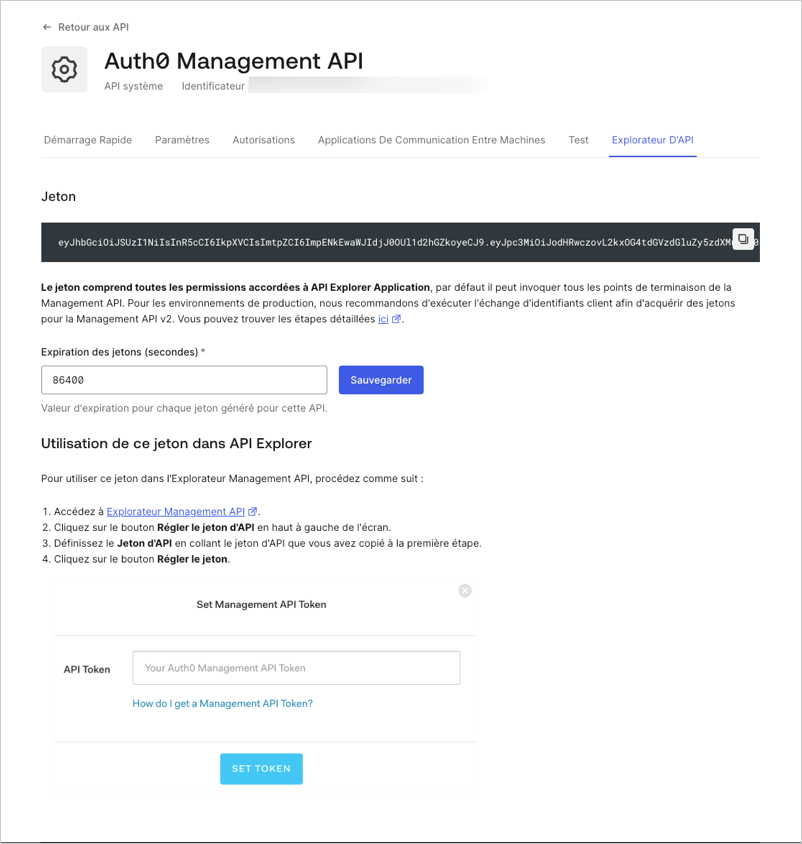 ← Retour aux API
Auth0 Management API
API système Identificateur
Démarrage Rapide Paramètres Autorisations Applications De Communication Entre Machines Test Explorateur D'API
Jeton
eyJhbGciOiJSUzI1NiIsInR5cCI6IkpXVCIsImtpZCI6ImpENkEwaWJIdjJ0OUl1d2hGZkoyeCJ9.eyJpc3MiOiJodHRwczovL2kxOG4tdGVzdGluZy5zdXM
Le jeton comprend toutes les permissions accordées à API Explorer Application, par défaut il peut invoquer tous les points de terminaison de la
Management API. Pour les environnements de production, nous recommandons d'exécuter l'échange d'identifiants client afin d'acquérir des jetons
pour la Management API v2. Vous pouvez trouver les étapes détaillées ici.
Expiration des jetons (secondes) *
86400 Sauvegarder
Valeur d'expiration pour chaque jeton généré pour cette API.
Utilisation de ce jeton dans API Explorer
Pour utiliser ce jeton dans l'Explorateur Management API, procédez comme suit :
1. Accédez à Explorateur Management API.
2. Cliquez sur le bouton Régler le jeton d'API en haut à gauche de l'écran.
3. Définissez le Jeton d'API en collant le jeton d'API que vous avez copié à la première étape.
4. Cliquez sur le bouton Régler le jeton.
Set Management API Token
API Token Your Auth0 Management API Token
How do I get a Management API Token?
SET TOKEN